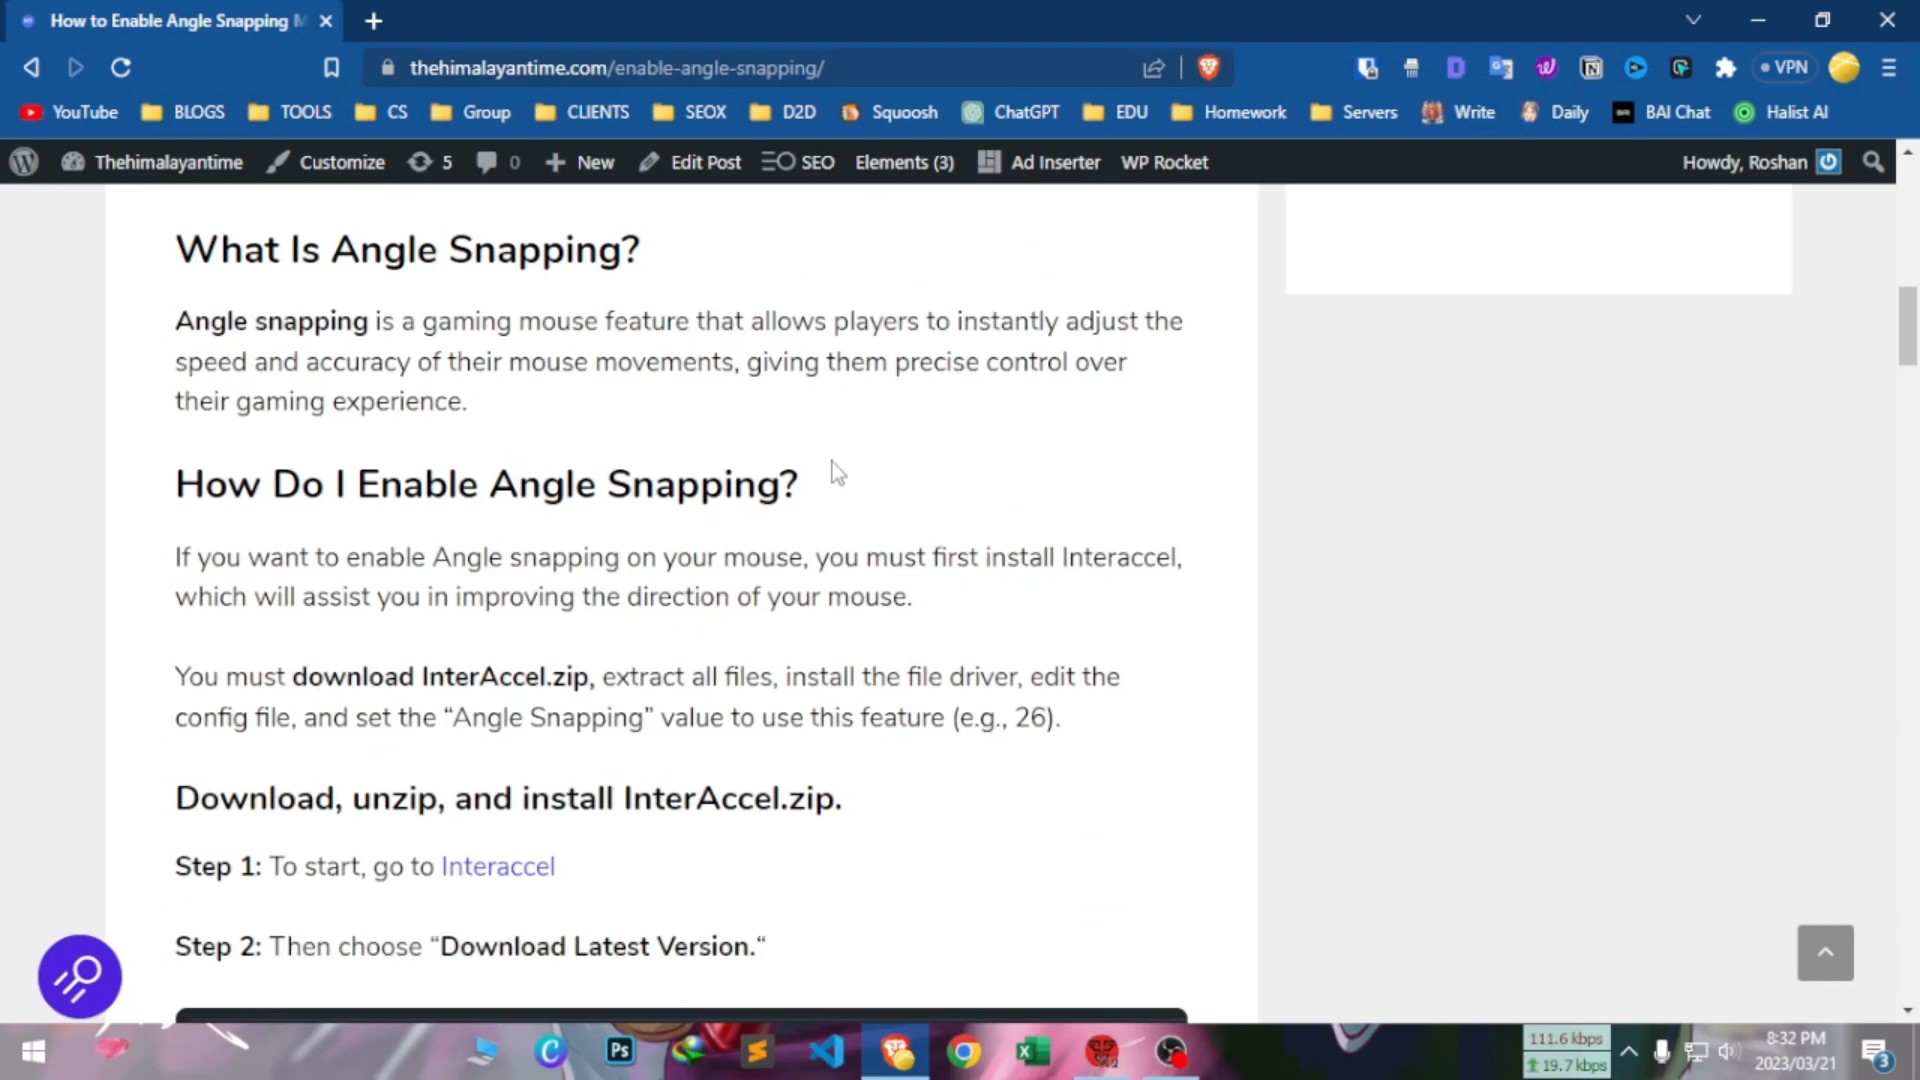 How to Enable Angle Snapping M
thehimalayantime.com/enable-angle-snapping/
VPN
YouTube
BLOGS
TOOLS
CS
Group
CLIENTS
SEOX
D2D
Squoosh
ChatGPT
EDU
Homework
Servers
Write
Daily
BAI Chat
Halist AI
Thehimalayantime
Customize
5
0
New
Edit Post
SEO
Elements (3)
Ad Inserter
WP Rocket
Howdy, Roshan
What Is Angle Snapping?
Angle snapping is a gaming mouse feature that allows players to instantly adjust the
speed and accuracy of their mouse movements, giving them precise control over
their gaming experience.
How Do I Enable Angle Snapping?
If you want to enable Angle snapping on your mouse, you must first install Interaccel,
which will assist you in improving the direction of your mouse.
You must download InterAccel.zip, extract all files, install the file driver, edit the
config file, and set the “Angle Snapping” value to use this feature (e.g., 26).
Download, unzip, and install InterAccel.zip.
Step 1: To start, go to Interaccel
Step 2: Then choose “Download Latest Version.“
Ps
111.6 kbps
19.7 kbps
8:32 PM
2023/03/21
3